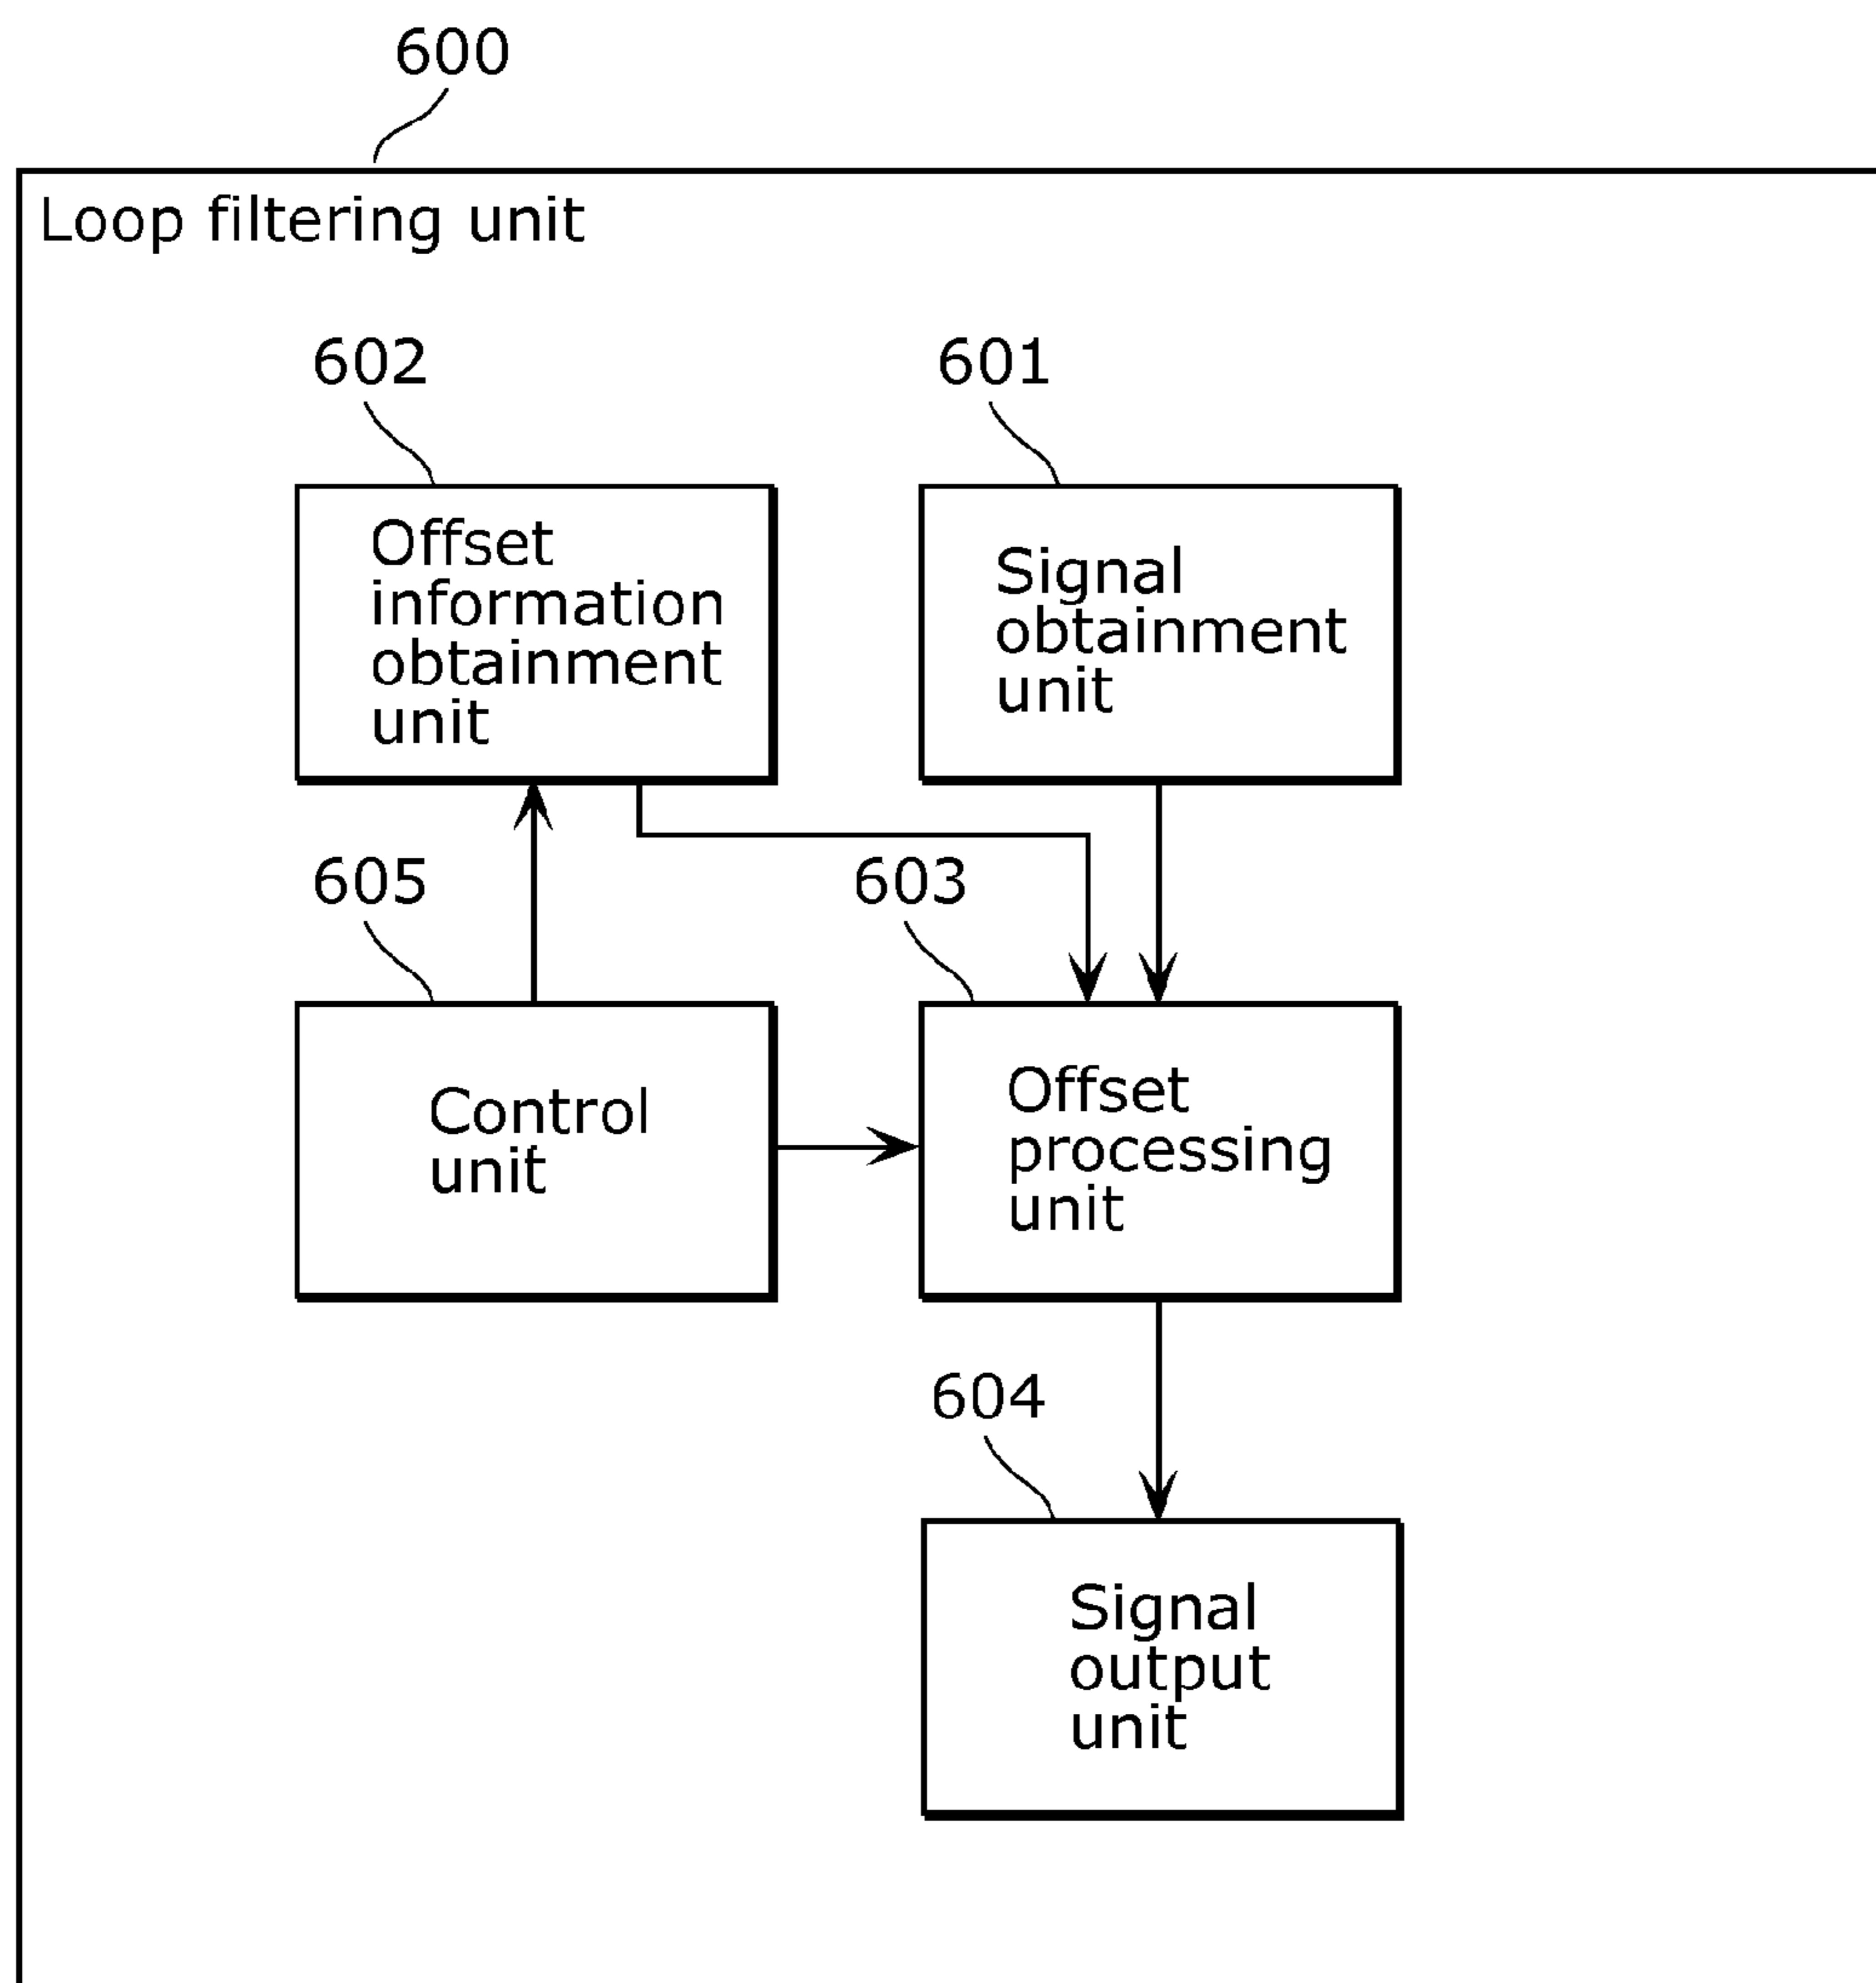 600
Loop filtering unit
602
601
Offset
information
obtainment
unit
Signal
obtainment
unit
605
603
Control
unit
Offset
processing
unit
604
Signal
output
unit